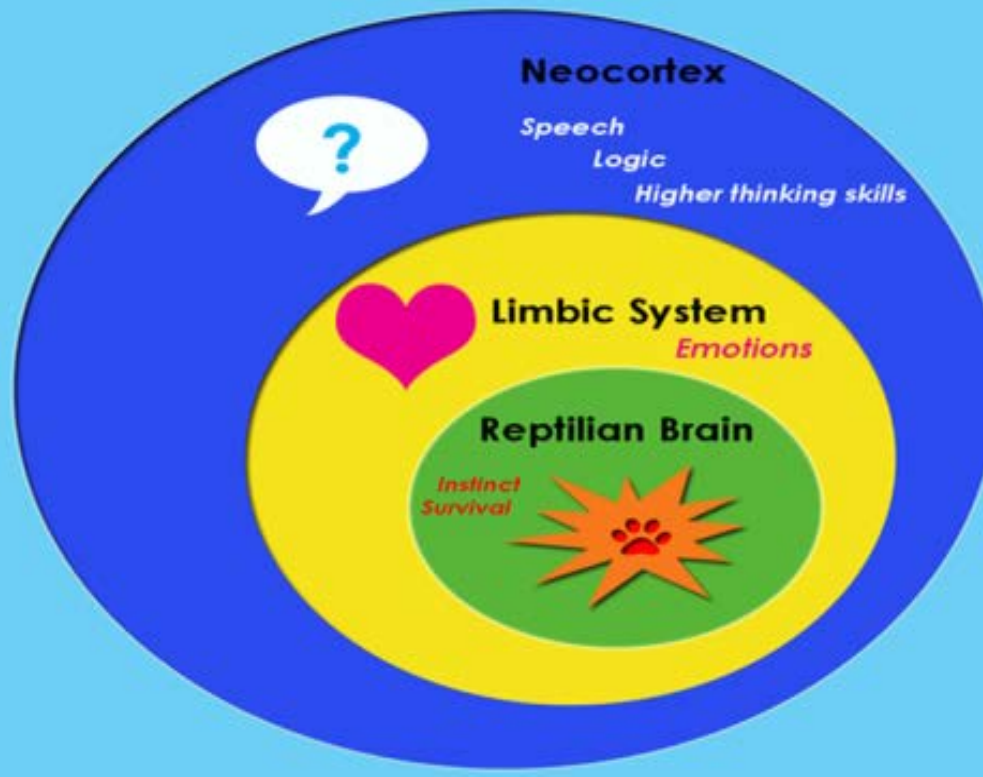 Neocortex
Speech
Logic
Higher thinking skills
?
Limbic System
Emotions
Reptilian Brain
Instinct
Survival